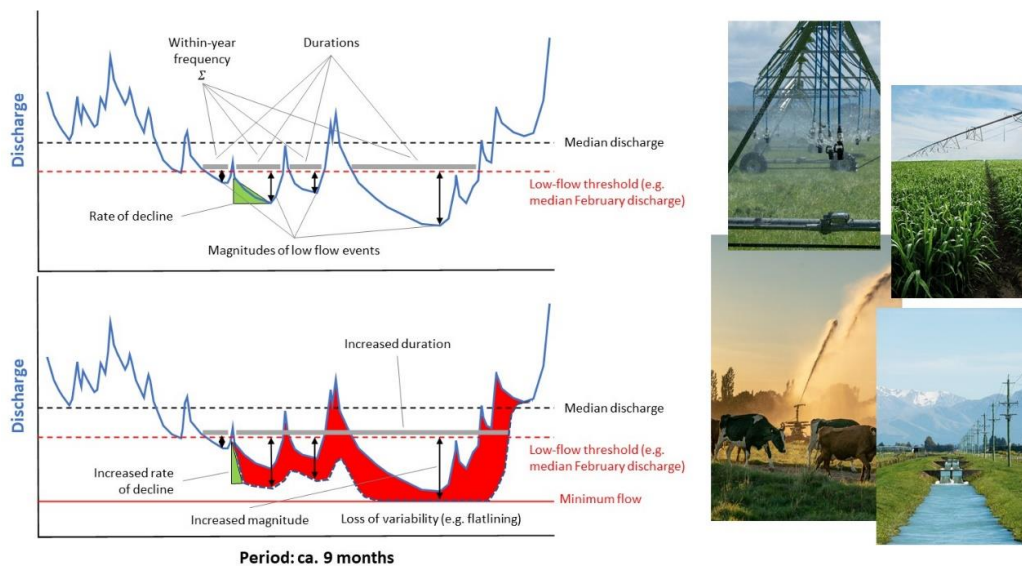 Within-year
frequency
Σ
Durations
Discharge
Median discharge
Low-flow threshold (e.g.
median February discharge)
Rate of decline
Magnitudes of low flow events
Increased duration
Discharge
Median discharge
Low-flow threshold (e.g.
median February discharge)
Increased rate
of decline
Minimum flow
Increased magnitude
Loss of variability (e.g. flatlining)
Period: ca. 9 months